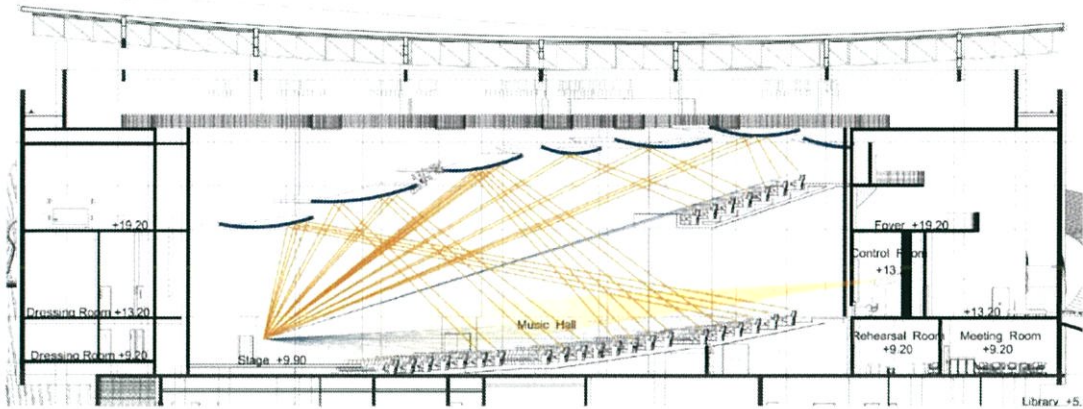 +19.20
Foyer +19.20
Control Room
+13.2
Dressing Room +13.20
Music Hall
+13.20
Dressing Room +9.20
Stage +9.90
Rehearsal Room
+9.20
Meeting Room
+9.20
Library +5.